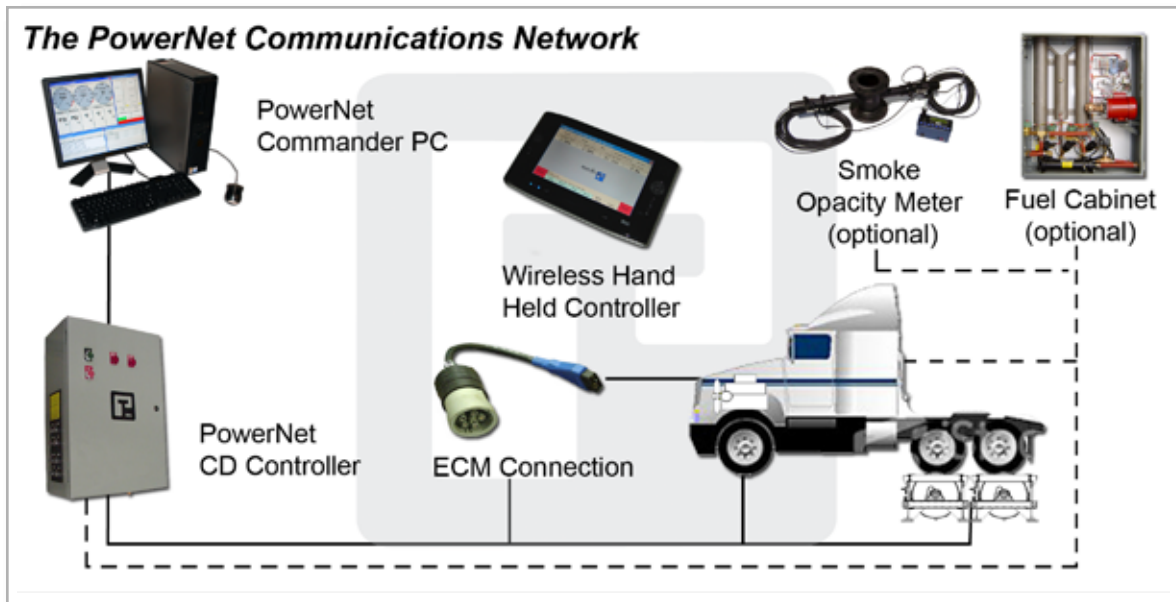 The PowerNet Communications Network
PowerNet
Commander PC
Wireless Hand
Held Controller
Smoke
Opacity Meter
(optional)
Fuel Cabinet
(optional)
PowerNet
CD Controller
ECM Connection